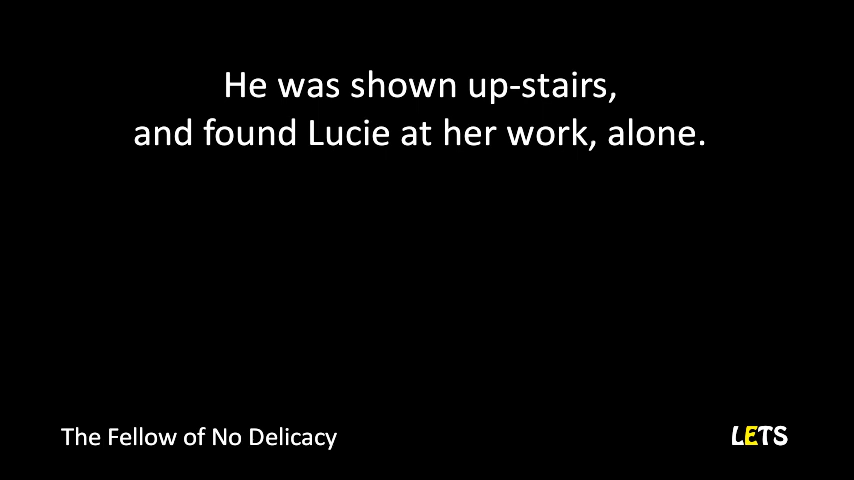 He was shown up-stairs,
and found Lucie at her work, alone.
The Fellow of No Delicacy
LETS